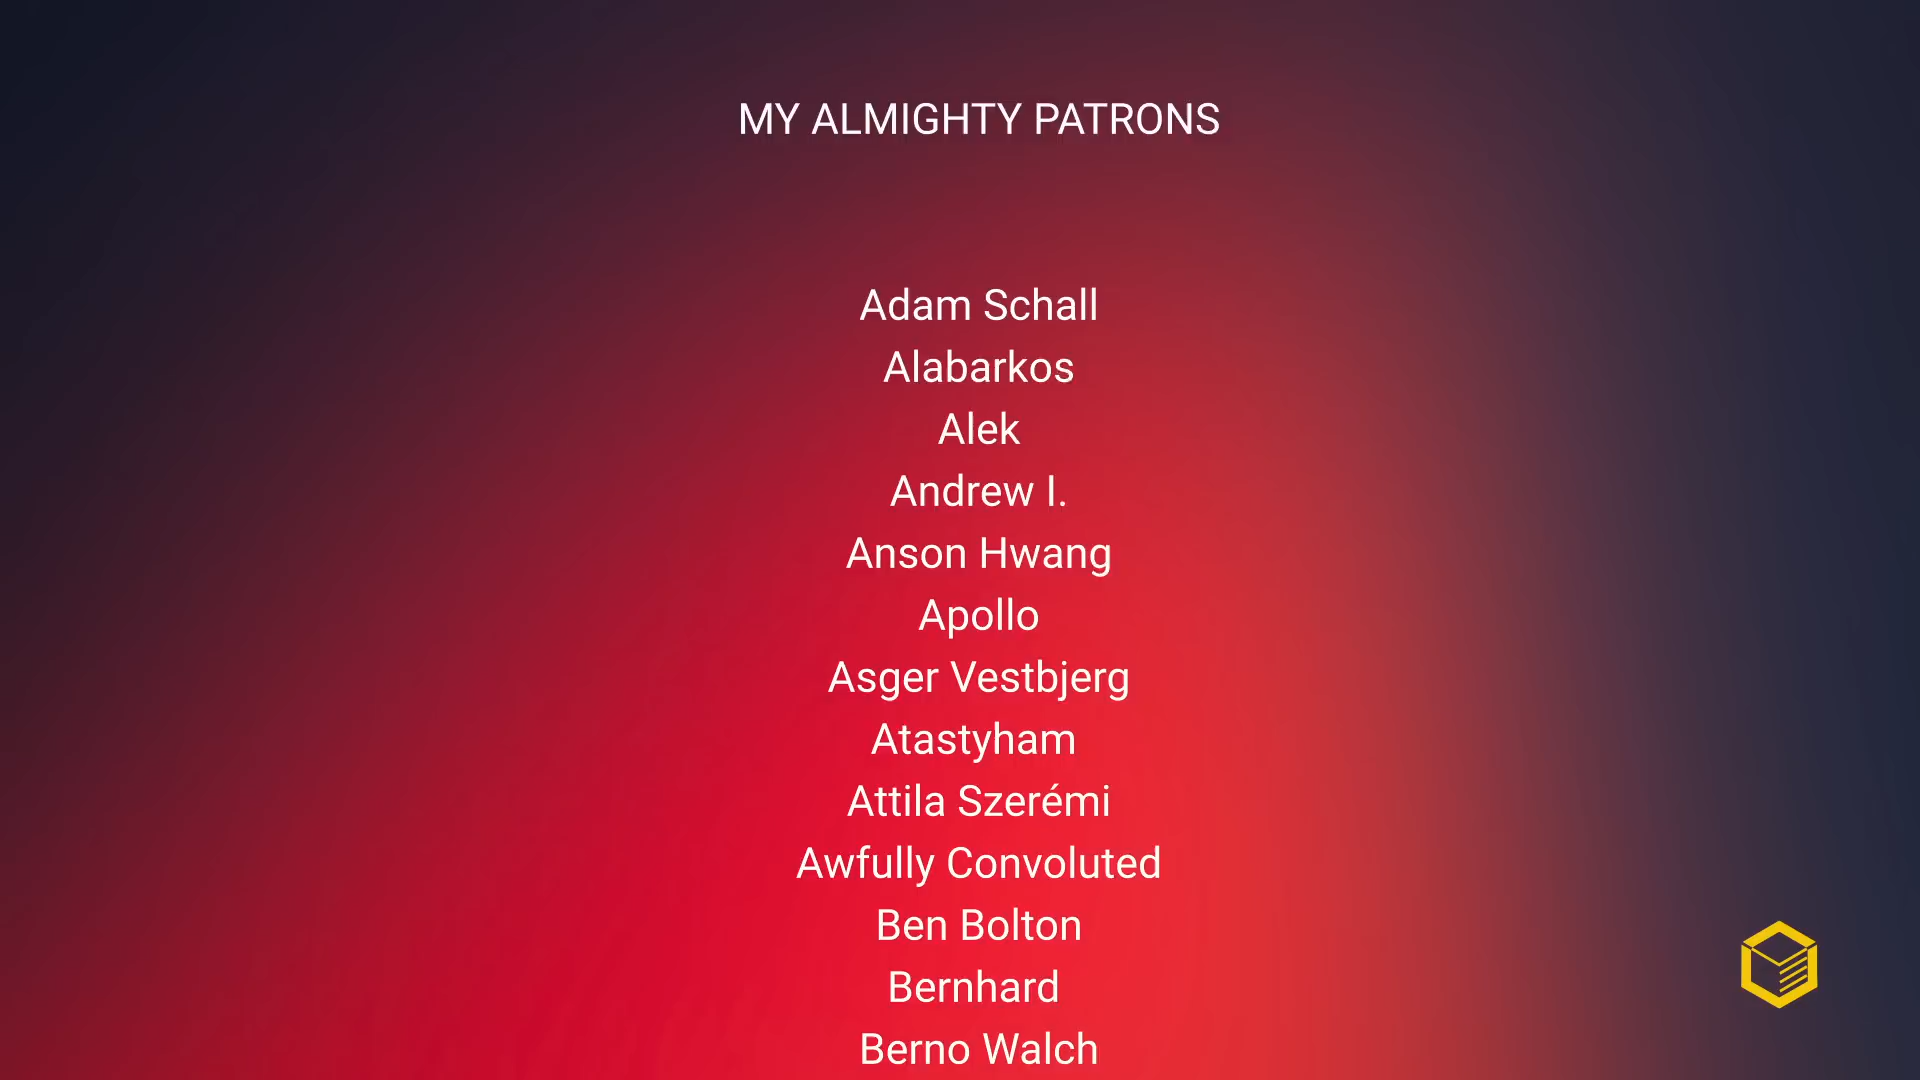 MY ALMIGHTY PATRONS
Adam Schall
Alabarkos
Alek
Andrew I.
Anson Hwang
Apollo
Asger Vestbjerg
Atastyham
Attila Szerémi
Awfully Convoluted
Ben Bolton
Bernhard
Berno Walch